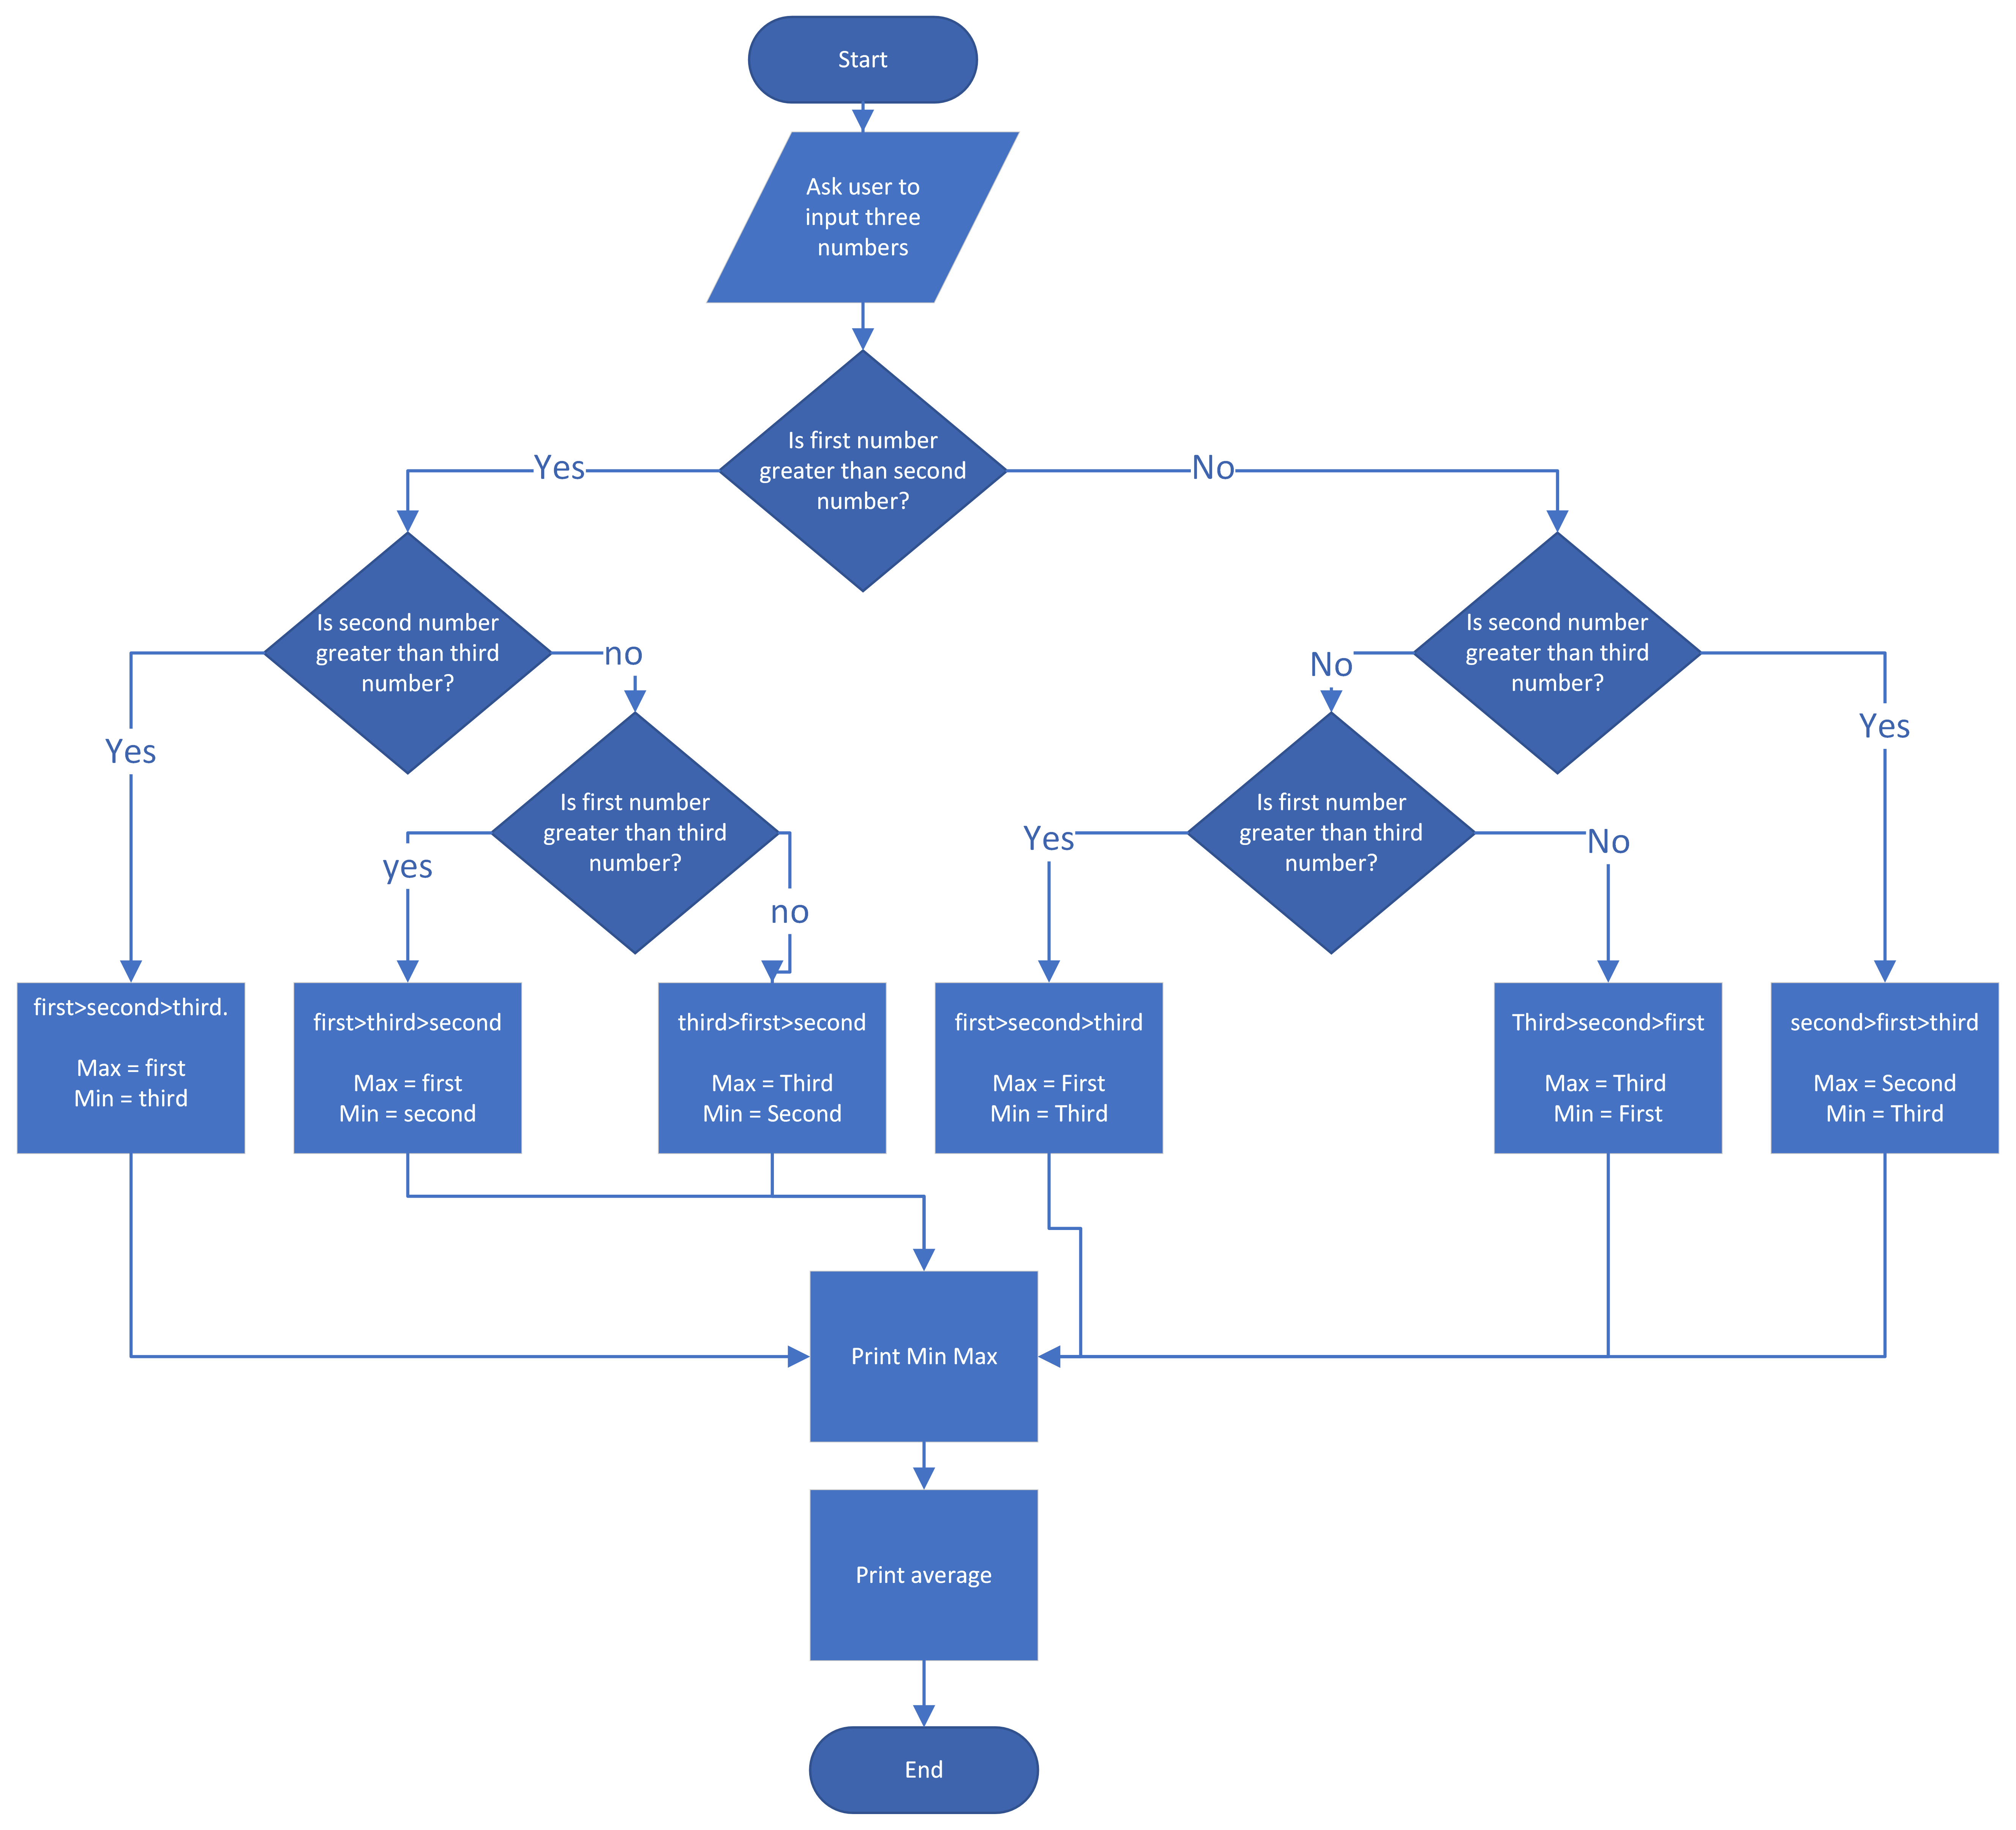 Start
Ask user to
input three
numbers
Is first number
greater than second
number?
Yes
No
Is second number
greater than third
number?
no
Yes
Is second number
greater than third
number?
No
Yes
Is first number
greater than third
number?
yes
no
Is first number
greater than third
number?
Yes
No
first>second>third.
Max = first
Min = third
first>third>second
Max = first
Min = second
third>first>second
Max = Third
Min = Second
first>second>third
Max = First
Min = Third
Third>second>first
Max = Third
Min = First
second>first>third
Max = Second
Min = Third
Print Min Max
Print average
End